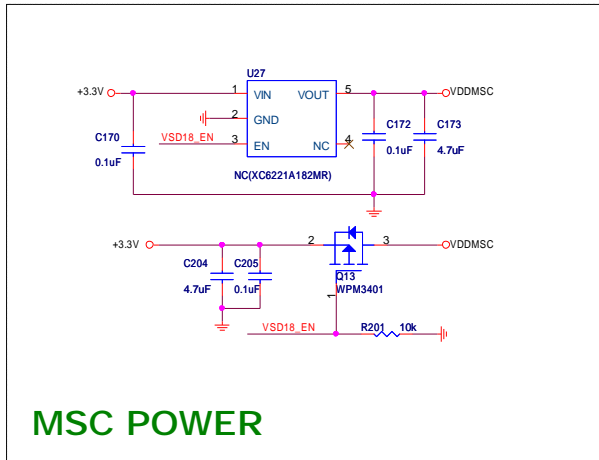 U27
+3.3V
1
VIN
VOUT
5
VDDMSC
2
GND
C170
VSD18_EN
3
EN
NC
4
C172
C173
0.1uF
0.1uF
4.7uF
NC(XC6221A182MR)
+3.3V
2
3
VDDMSC
C204
C205
4.7uF
0.1uF
Q13
WPM3401
1
VSD18_EN
R201
10k
MSC POWER